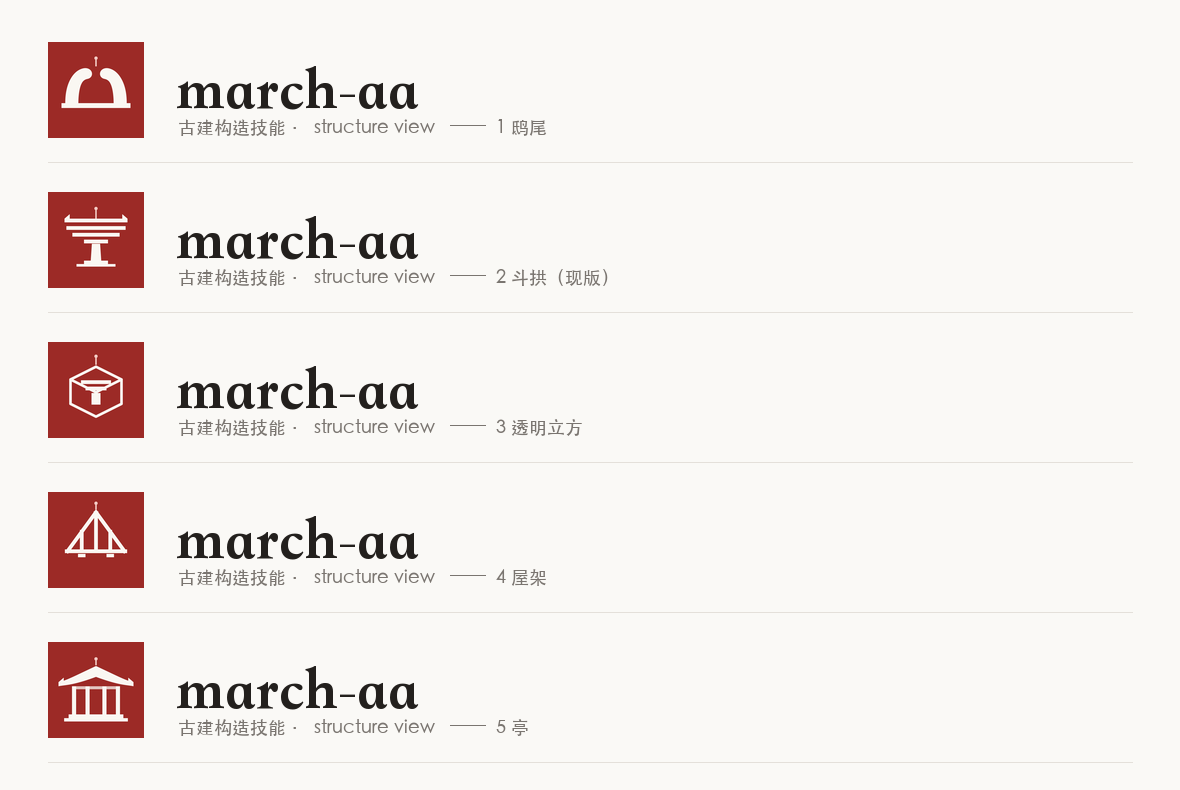 march-aa
古建构造技能 · structure view —— 1 鸱尾
march-aa
古建构造技能 · structure view —— 2 斗拱（现版）
march-aa
古建构造技能 · structure view —— 3 透明立方
march-aa
古建构造技能 · structure view —— 4 屋架
march-aa
古建构造技能 · structure view —— 5 亭